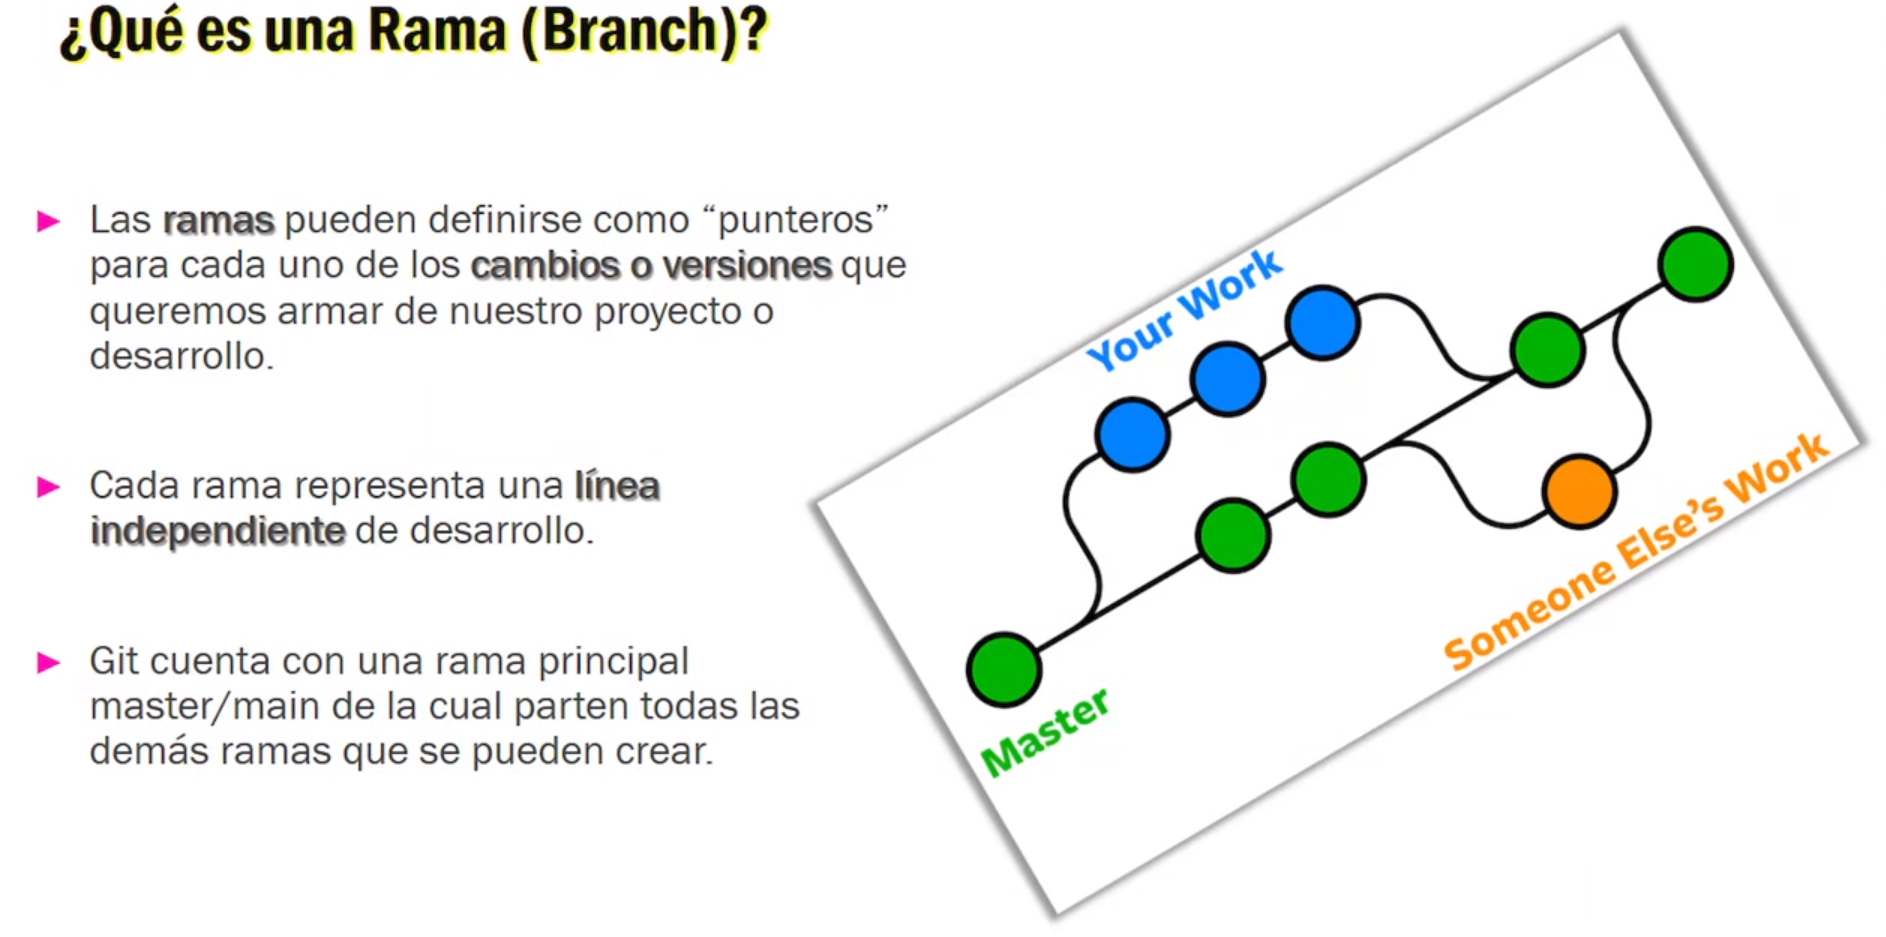 ¿Qué es una Rama (Branch)?
Las ramas pueden definirse como “punteros”
para cada uno de los cambios o versiones que
queremos armar de nuestro proyecto o
desarrollo.
Cada rama representa una línea
independiente de desarrollo.
Git cuenta con una rama principal
master/main de la cual parten todas las
demás ramas que se pueden crear.
Your Work
Master
Someone Else’s Work